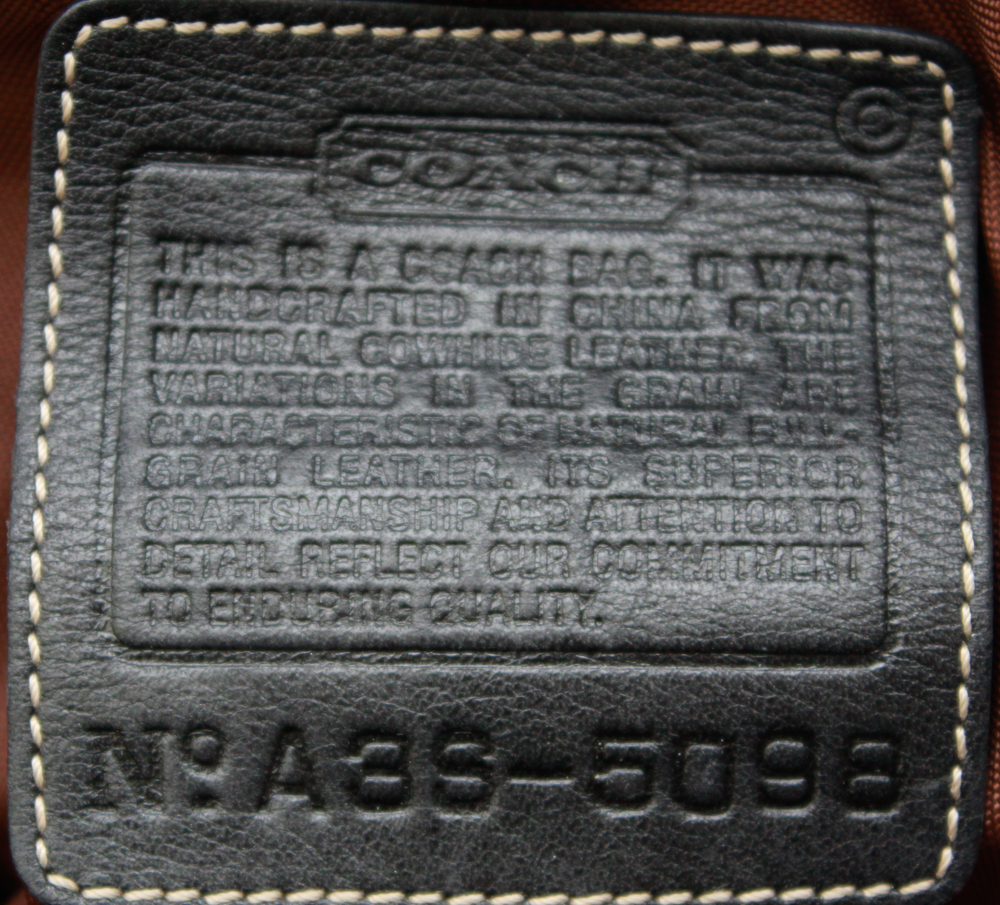 ©
COACH
THIS IS A COACH BAG. IT WAS
HANDCRAFTED IN CHINA FROM
NATURAL COWHIDE LEATHER. THE
VARIATIONS IN THE GRAIN ARE
CHARACTERISTIC OF NATURAL FULL-
GRAIN LEATHER. ITS SUPERIOR
CRAFTSMANSHIP AND ATTENTION TO
DETAIL REFLECT OUR COMMITMENT
TO ENDURING QUALITY.
Nº A3S-5098